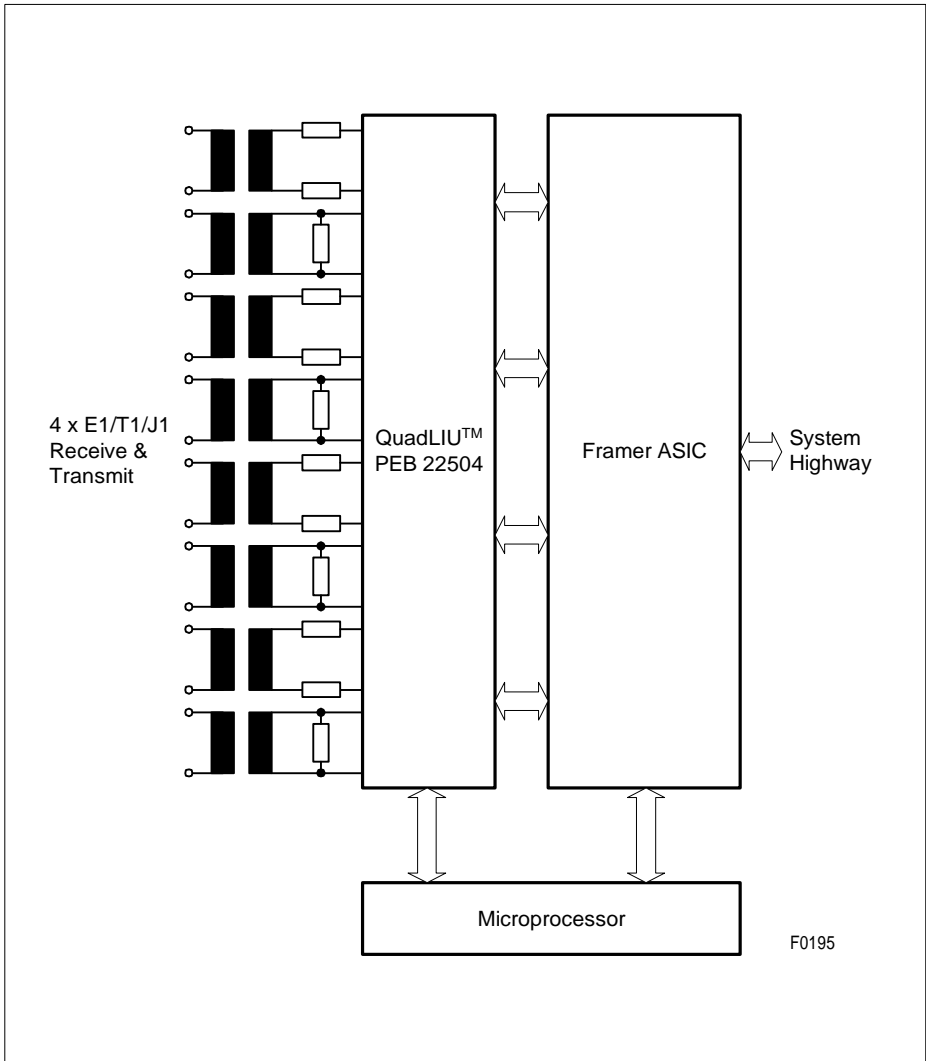 4 x E1/T1/J1
Receive &
Transmit
QuadLIU™
PEB 22504
Framer ASIC
System
Highway
Microprocessor
F0195